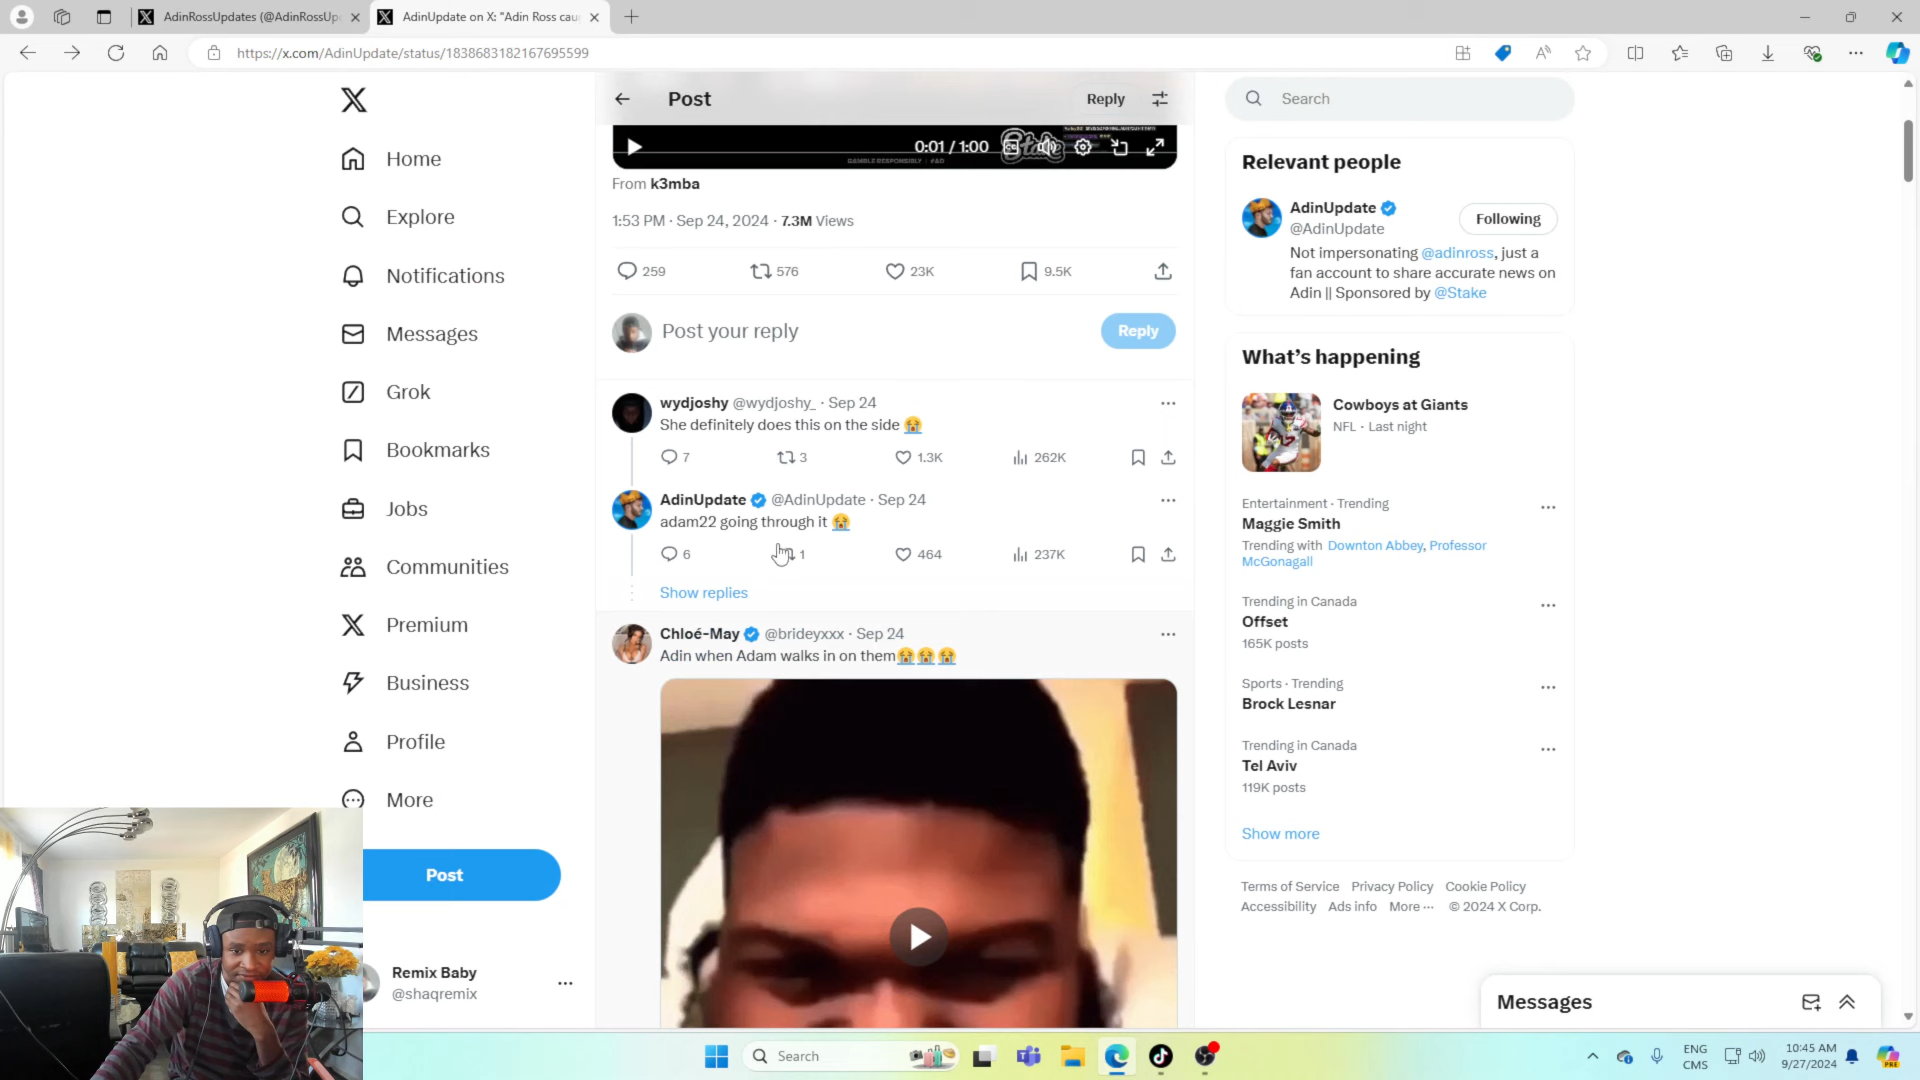 AdinRossUpdates (@AdinRossUp
AdinUpdate on X: "Adin Ross cau
https://x.com/AdinUpdate/status/1838683182167695599
Home
Explore
Notifications
Messages
Grok
Bookmarks
Jobs
Communities
Premium
Business
Profile
More
Post
Remix Baby
@shaqremix
Post
Reply
0:01 / 1:00
Stake
GAMBLE RESPONSIBLY | #AD
From k3mba
1:53 PM · Sep 24, 2024 · 7.3M Views
259 576 23K 9.5K
Post your reply
Reply
wydjoshy @wydjoshy_ · Sep 24
She definitely does this on the side 😭
7 3 1.3K 262K
AdinUpdate @AdinUpdate · Sep 24
adam22 going through it 😭
6 1 464 237K
Show replies
Chloé-May @brideyxxx · Sep 24
Adin when Adam walks in on them😭😭😭
Search
Relevant people
AdinUpdate
@AdinUpdate
Following
Not impersonating @adinross, just a
fan account to share accurate news on
Adin || Sponsored by @Stake
What's happening
Cowboys at Giants
NFL · Last night
Entertainment · Trending
Maggie Smith
Trending with Downton Abbey, Professor
McGonagall
Trending in Canada
Offset
165K posts
Sports · Trending
Brock Lesnar
Trending in Canada
Tel Aviv
119K posts
Show more
Terms of Service Privacy Policy Cookie Policy
Accessibility Ads info More ··· © 2024 X Corp.
Messages
Search
ENG
CMS
10:45 AM
9/27/2024
PRE